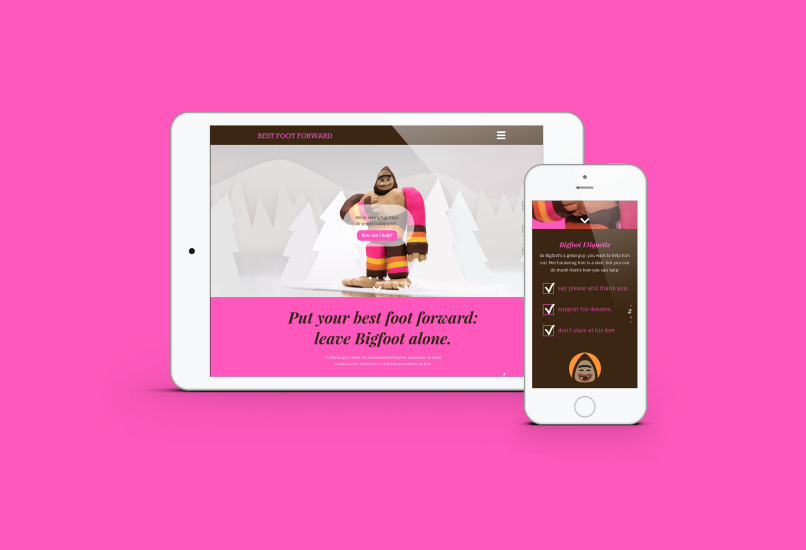 BEST FOOT FORWARD
We're taking big steps
to protect sasquatch.
how can I help?
Put your best foot forward:
leave Bigfoot alone.
Bigfoot Etiquette
So Bigfoot's a great guy, you want to help him
out. Not harassing him is a start, but you can
do more! Here's how you can help:
say please and thank you.
support his dreams.
don't stare at his feet